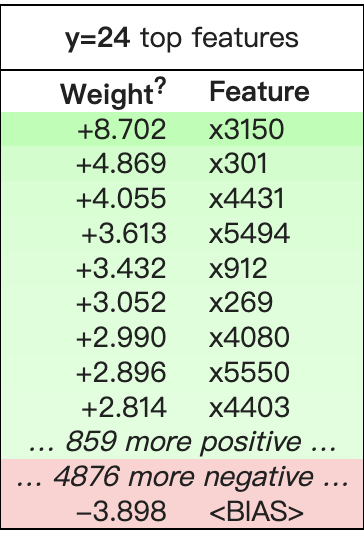 y=24 top features
Weight? Feature
+8.702 x3150
+4.869 x301
+4.055 x4431
+3.613 x5494
+3.432 x912
+3.052 x269
+2.990 x4080
+2.896 x5550
+2.814 x4403
… 859 more positive …
… 4876 more negative …
−3.898 <BIAS>